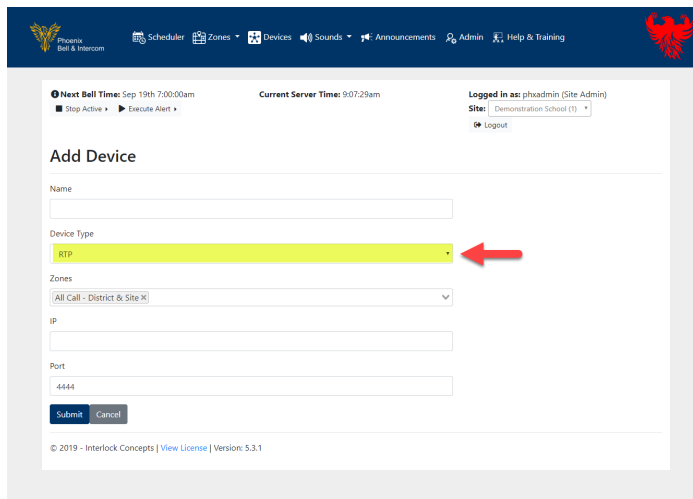 Phoenix
Bell & Intercom
Scheduler Zones Devices Sounds Announcements Admin Help & Training
Next Bell Time: Sep 19th 7:00:00am Current Server Time: 9:07:29am Logged in as: phxadmin (Site Admin)
Stop Active Execute Alert Site: Demonstration School (1)
Logout
Add Device
Name
Device Type
RTP
Zones
All Call - District & Site
IP
Port
4444
Submit Cancel
© 2019 - Interlock Concepts | View License | Version: 5.3.1